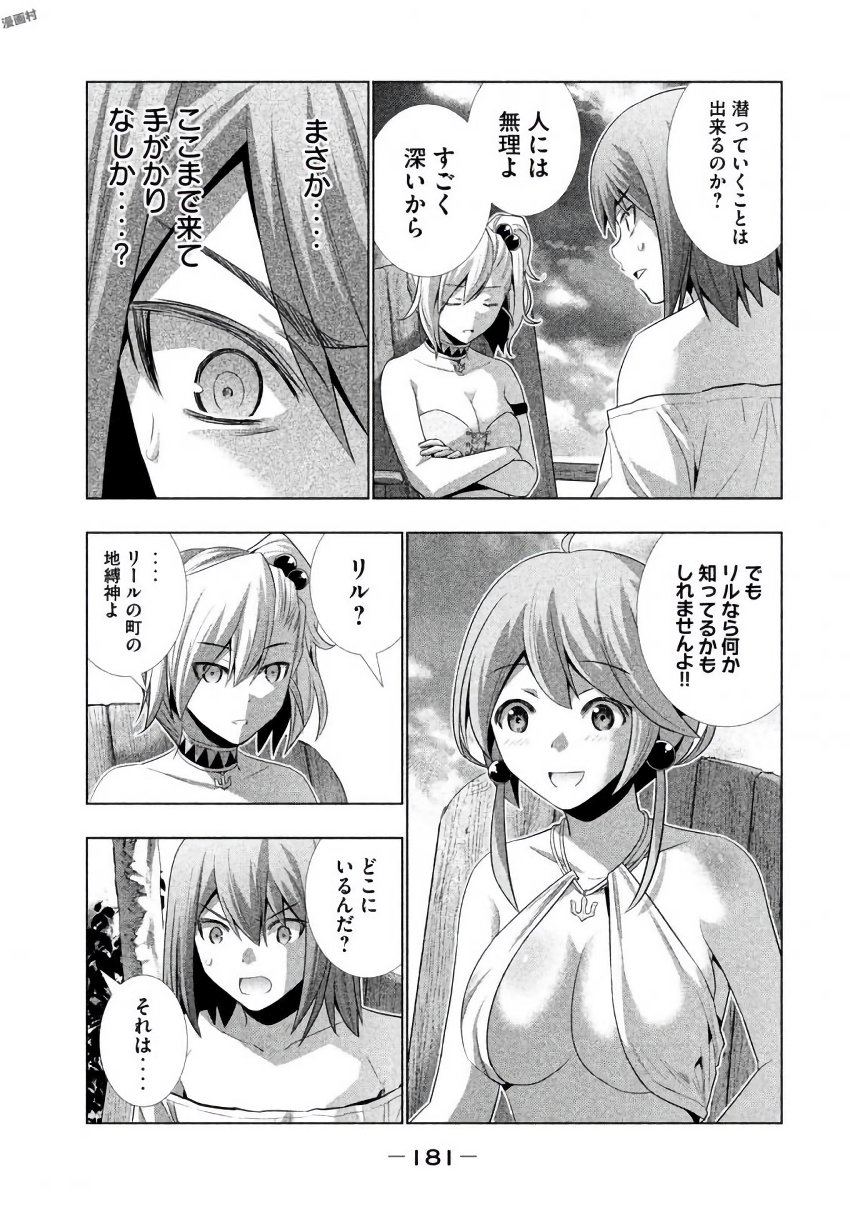 漫画村
潜っていくことは
出来るのか?
人には
無理よ
すごく
深いから
まさか‥‥
ここまで来て
手がかり
なしか‥‥?
でも
リルなら何か
知ってるかも
しれませんよ!!
リル?
‥‥
リールの町の
地縛神よ
どこに
いるんだ?
それは‥‥
—181—